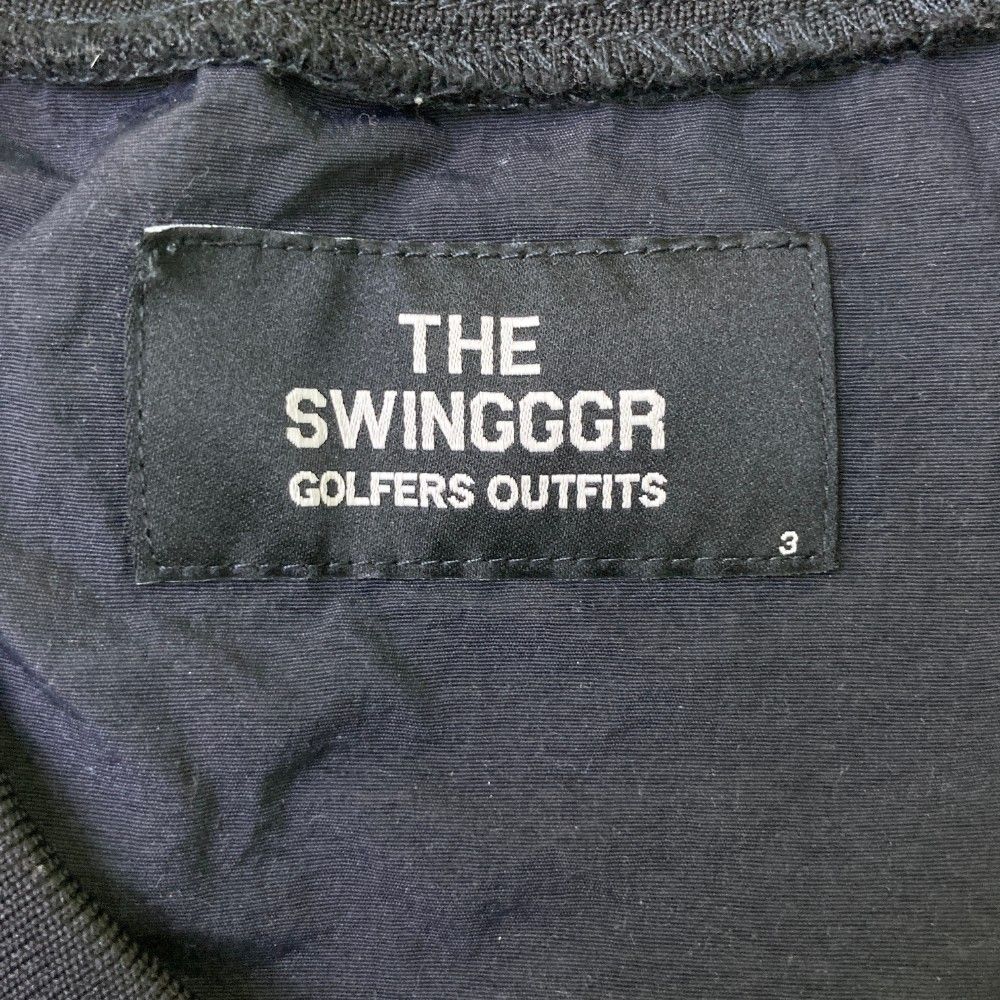 THE
SWINGGGR
GOLFERS OUTFITS
3